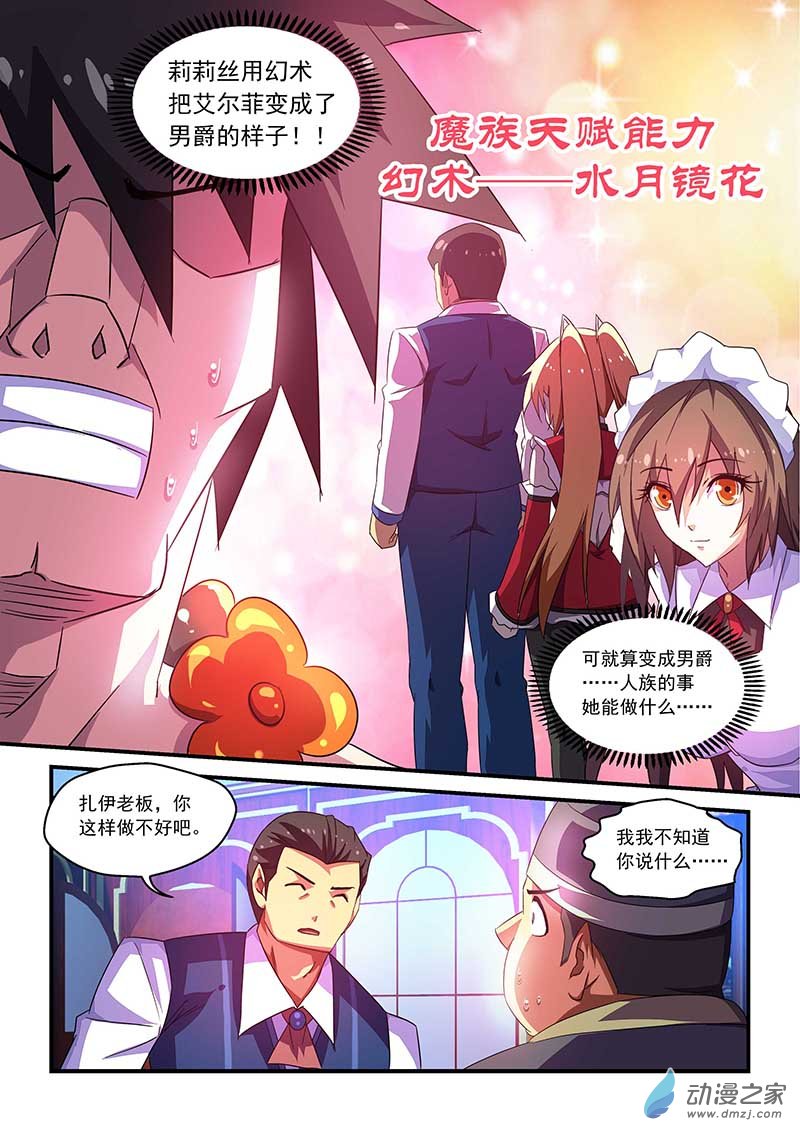 莉莉丝用幻术
把艾尔菲变成了
男爵的样子！！
魔族天赋能力
幻术——水月镜花
可就算变成男爵
……人族的事
她能做什么……
扎伊老板，你
这样做不好吧。
我我不知道
你说什么……
动漫之家
www.dmzj.com